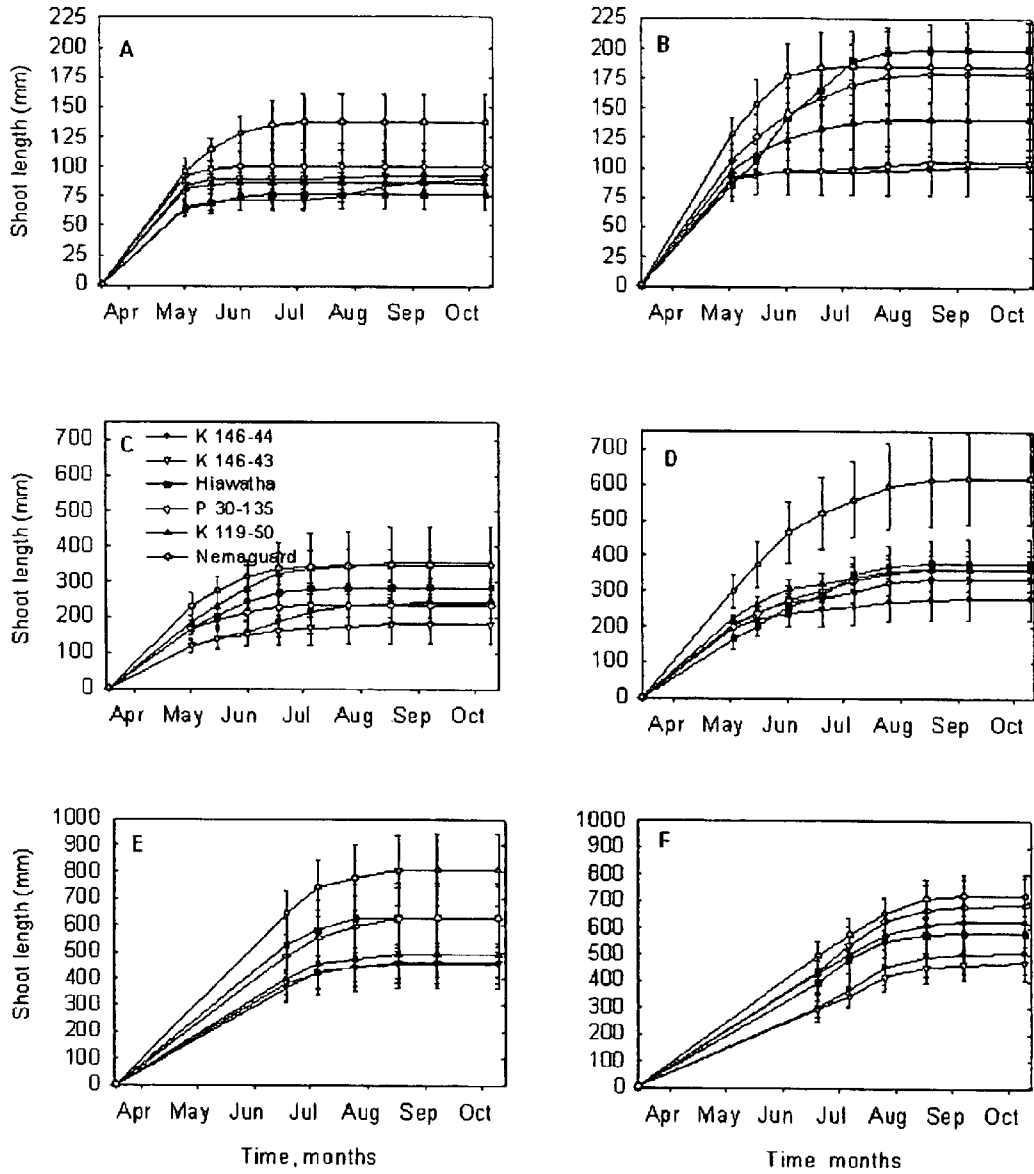 A
Shoot length (mm)
225
200
175
150
125
100
75
50
25
0
Apr May Jun Jul Aug Sep Oct
B
225
200
175
150
125
100
75
50
25
0
Apr May Jun Jul Aug Sep Oct
C
Shoot length (mm)
700
600
500
400
300
200
100
0
K 146-44
K 146-43
Hiawatha
P 30-135
K 119-50
Nemaguard
Apr May Jun Jul Aug Sep Oct
D
700
600
500
400
300
200
100
0
Apr May Jun Jul Aug Sep Oct
E
Shoot length (mm)
1000
900
800
700
600
500
400
300
200
100
0
Apr May Jun Jul Aug Sep Oct
Time, months
F
1000
900
800
700
600
500
400
300
200
100
0
Apr May Jun Jul Aug Sep Oct
Time months